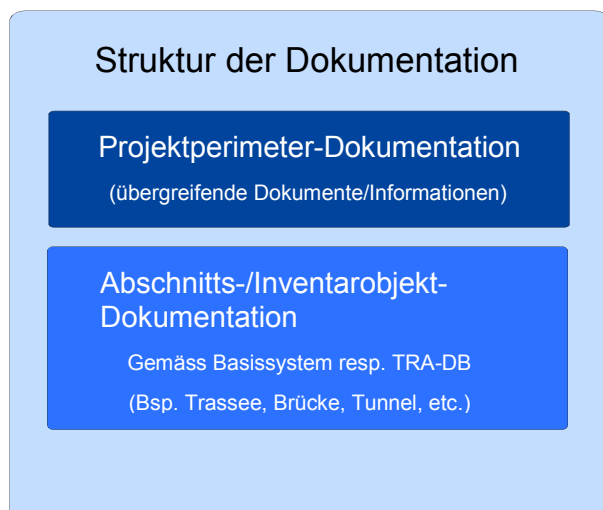 Struktur der Dokumentation
Projektperimeter-Dokumentation
(übergreifende Dokumente/Informationen)
Abschnitts-/Inventarobjekt-
Dokumentation
Gemäss Basissystem resp. TRA-DB
(Bsp. Trassee, Brücke, Tunnel, etc.)